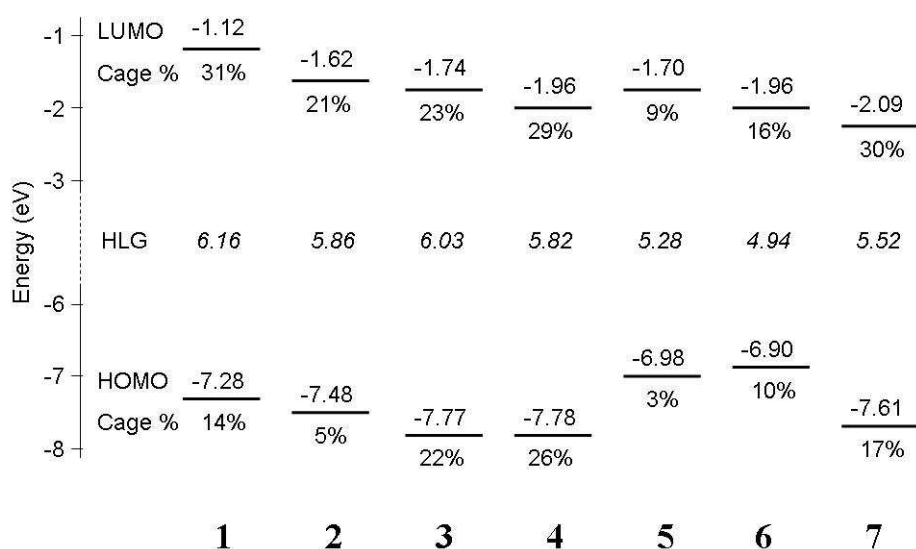 LUMO -1.12 -1.62 -1.74 -1.96 -1.70 -1.96 -2.09
Cage % 31% 21% 23% 29% 9% 16% 30%
-1
-2
-3
Energy (eV)
HLG 6.16 5.86 6.03 5.82 5.28 4.94 5.52
-6
-7
-8
HOMO -7.28 -7.48 -7.77 -7.78 -6.98 -6.90 -7.61
Cage % 14% 5% 22% 26% 3% 10% 17%
1 2 3 4 5 6 7